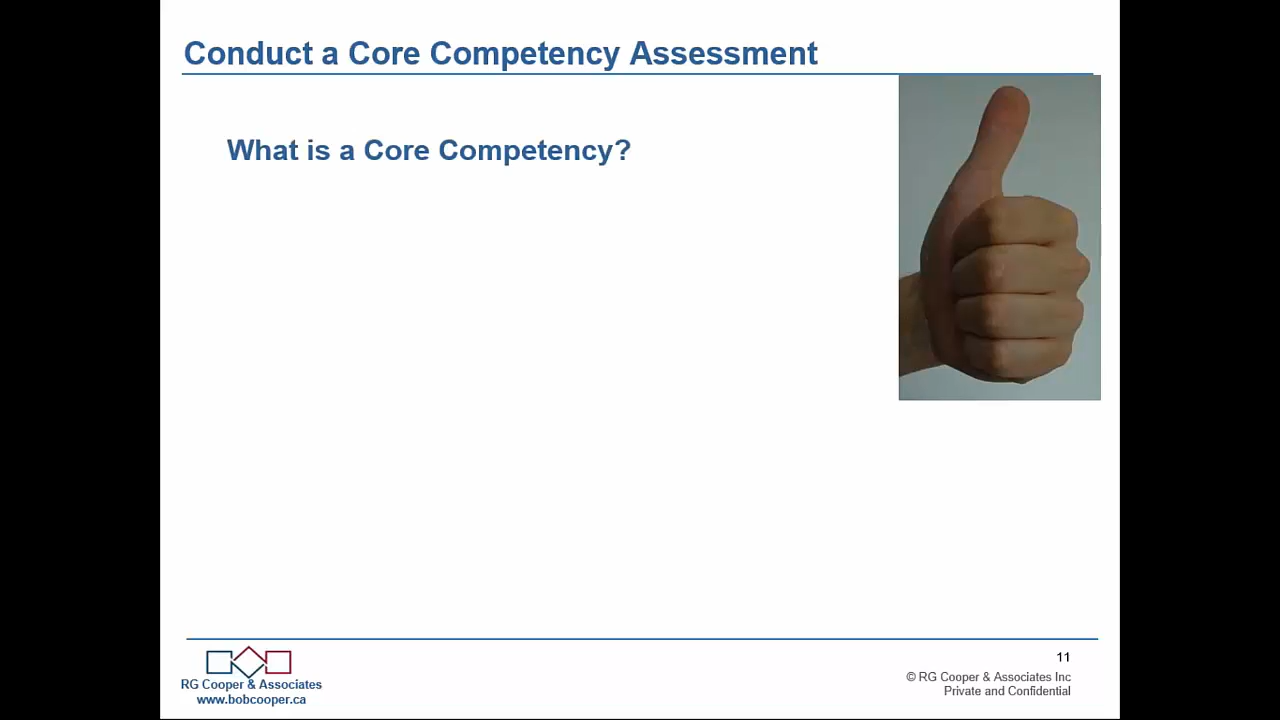 Conduct a Core Competency Assessment
What is a Core Competency?
11
RG Cooper & Associates
www.bobcooper.ca
© RG Cooper & Associates Inc
Private and Confidential